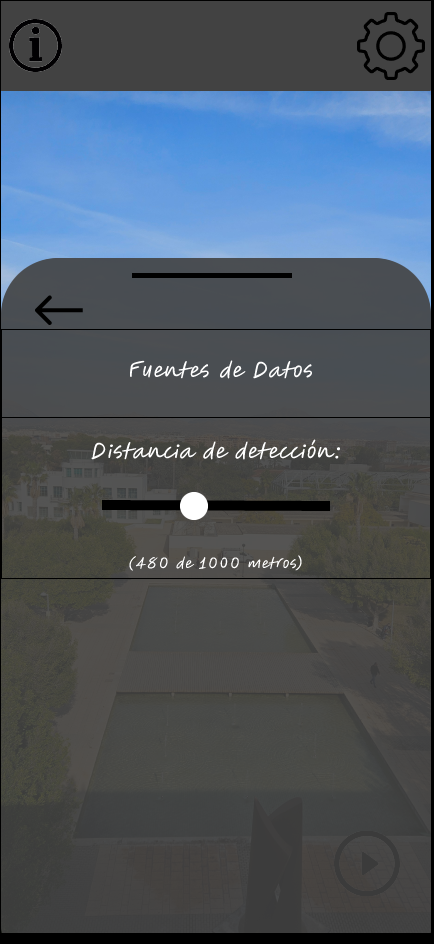 Fuentes de Datos
Distancia de detección:
(480 de 1000 metros)